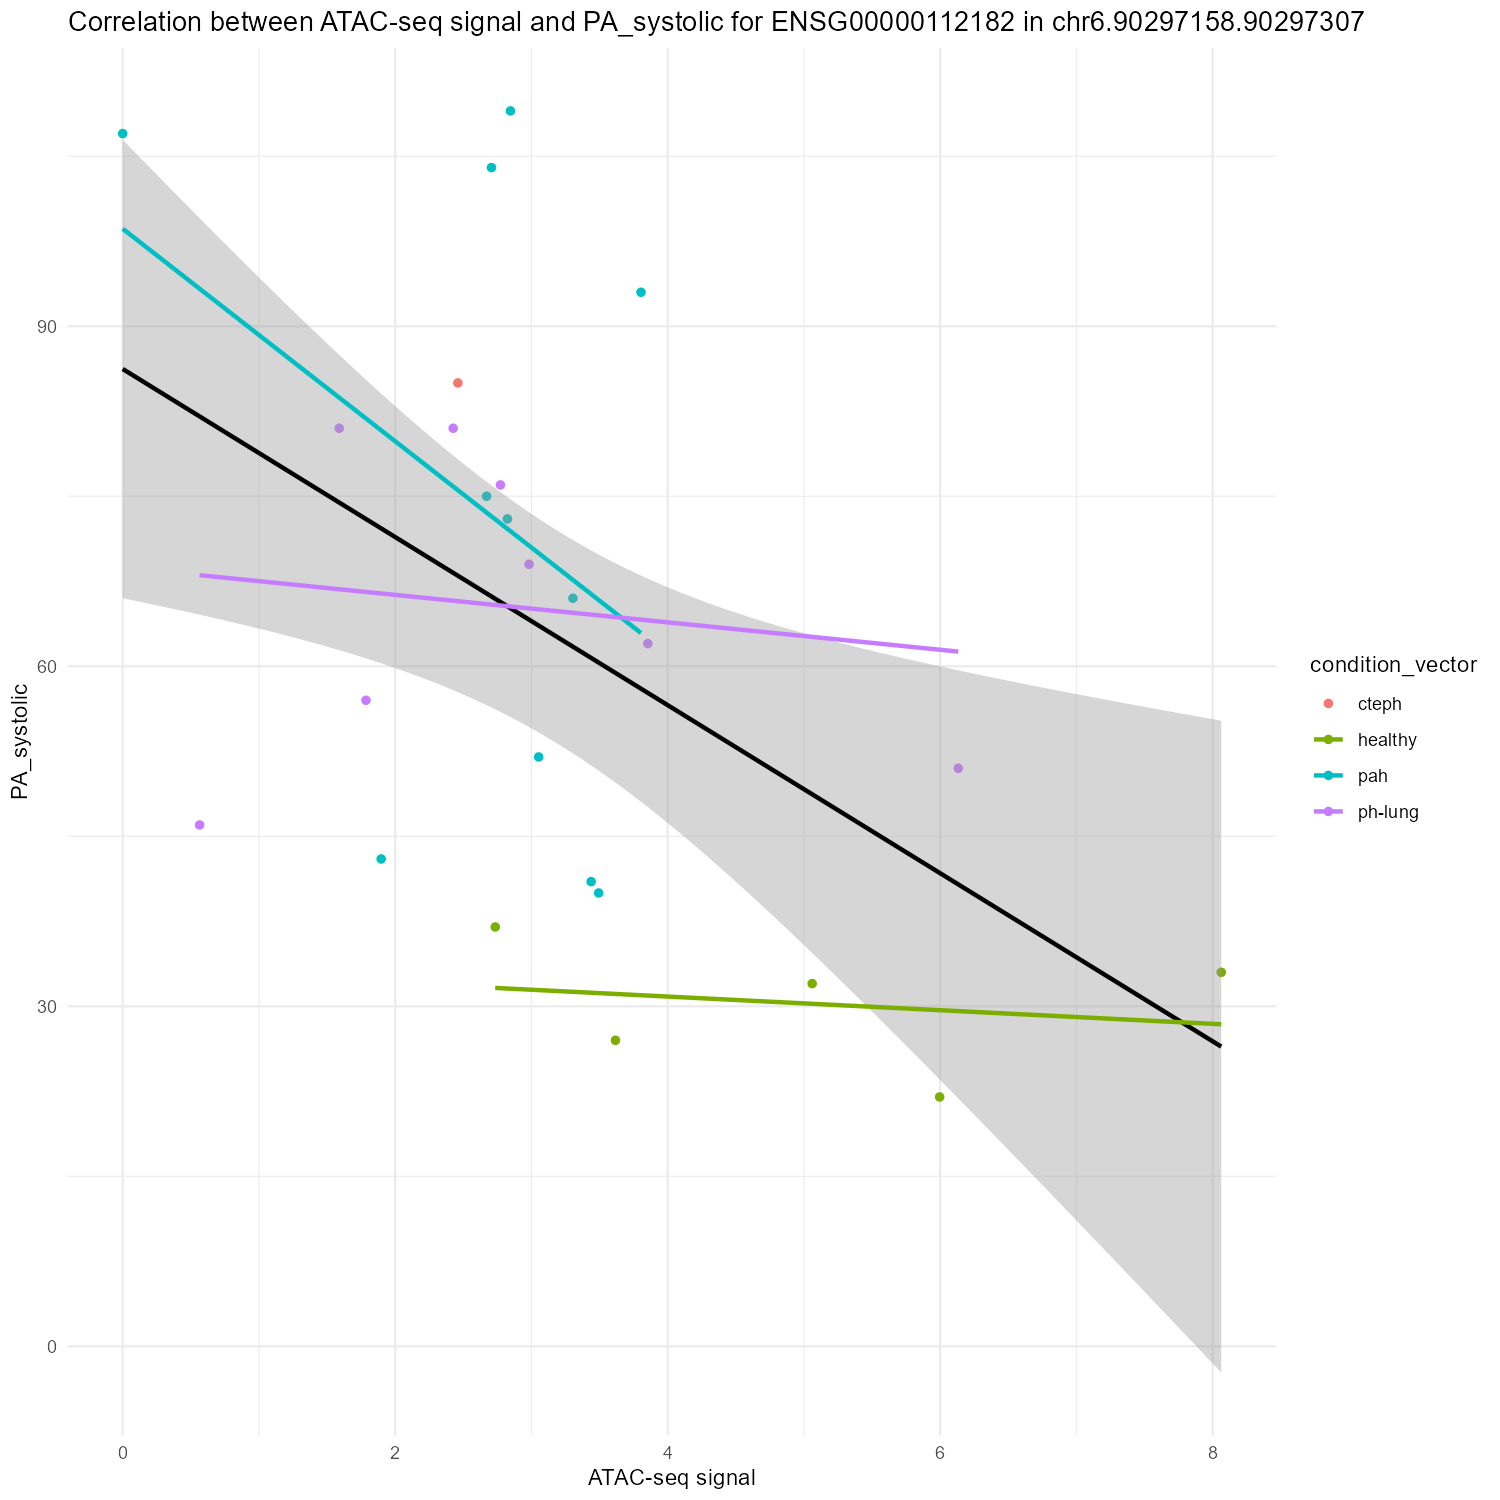 Correlation between ATAC-seq signal and PA_systolic for ENSG00000112182 in chr6.90297158.90297307
PA_systolic
90
60
30
0
0 2 4 6 8
ATAC-seq signal
condition_vector
cteph
healthy
pah
ph-lung